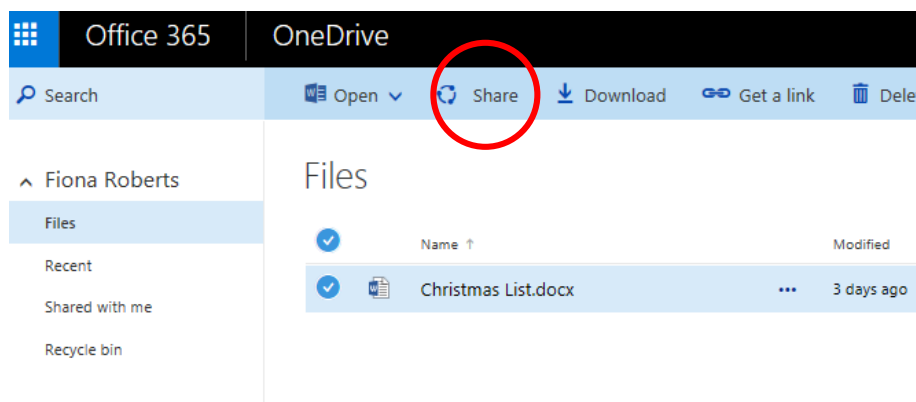 Office 365 OneDrive
Search Open Share Download Get a link Dele
Fiona Roberts
Files
Recent
Shared with me
Recycle bin
Files
Name ↑ Modified
Christmas List.docx ••• 3 days ago